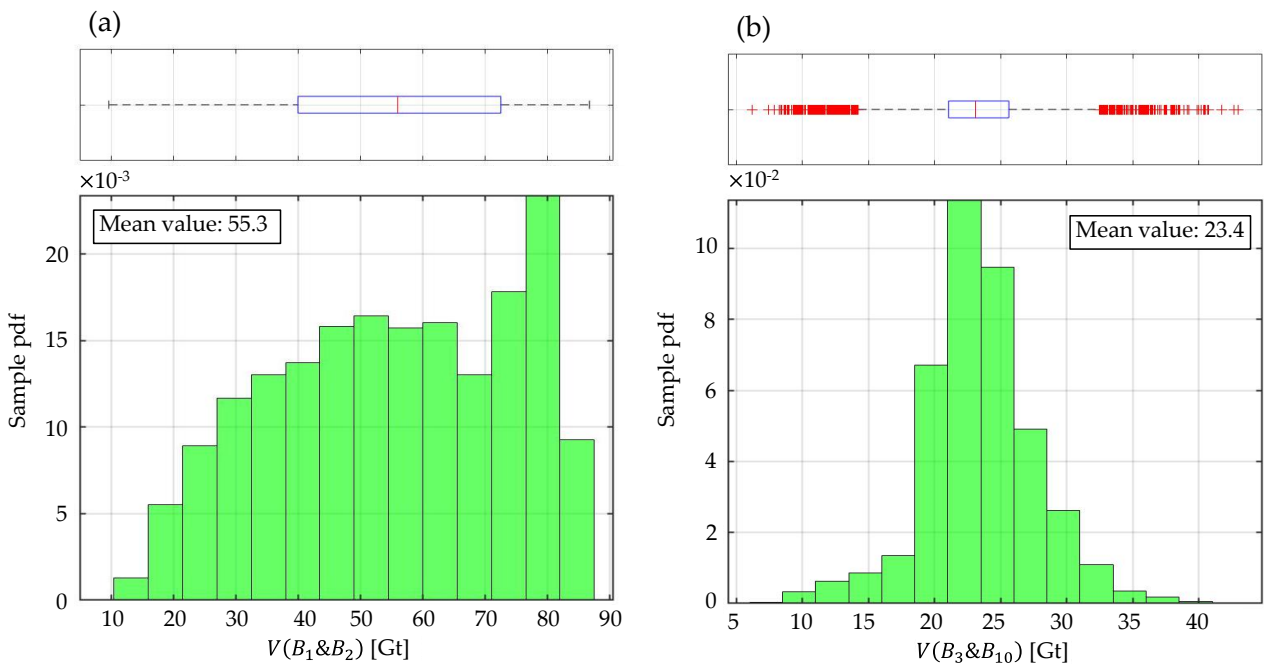 (a)
×10-3
Mean value: 55.3
20
15
10
5
0
10 20 30 40 50 60 70 80 90
Sample pdf
V(B1&B2) [Gt]
(b)
×10-2
Mean value: 23.4
10
8
6
4
2
0
5 10 15 20 25 30 35 40
Sample pdf
V(B3&B10) [Gt]